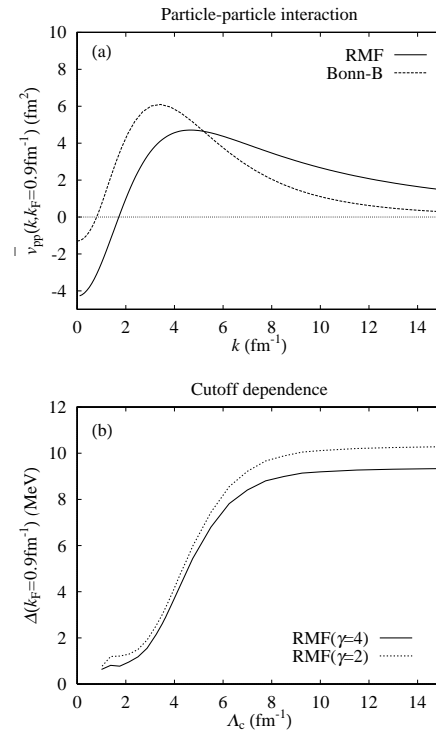 Particle-particle interaction
(a)
RMF
Bonn-B
10
8
6
4
2
0
-2
-4
v̄pp(k,kF=0.9fm-1) (fm2)
0 2 4 6 8 10 12 14
k (fm-1)
Cutoff dependence
(b)
12
10
8
6
4
2
0
Δ(kF=0.9fm-1) (MeV)
RMF(γ=4)
RMF(γ=2)
0 2 4 6 8 10 12 14
Λc (fm-1)